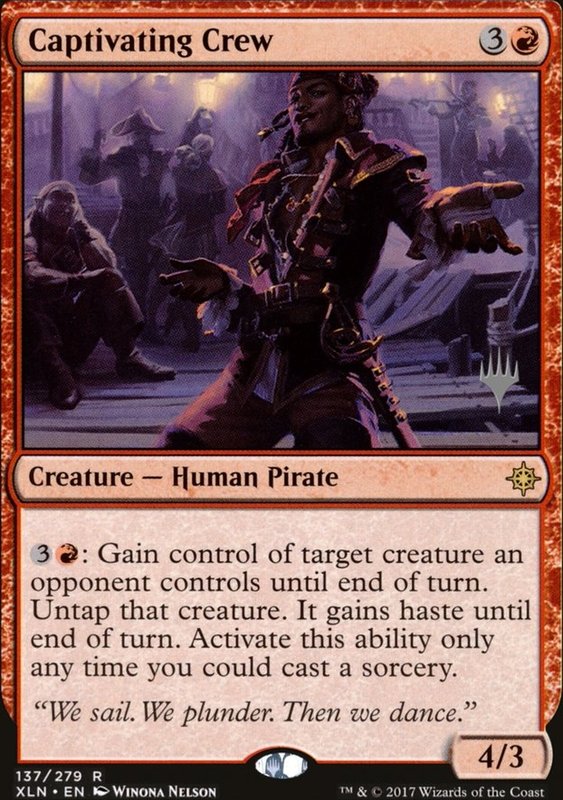 Captivating Crew 3
Creature — Human Pirate
3: Gain control of target creature an
opponent controls until end of turn.
Untap that creature. It gains haste until
end of turn. Activate this ability only
any time you could cast a sorcery.
“We sail. We plunder. Then we dance.”
4/3
137/279 R
XLN • EN Winona Nelson
™ & © 2017 Wizards of the Coast